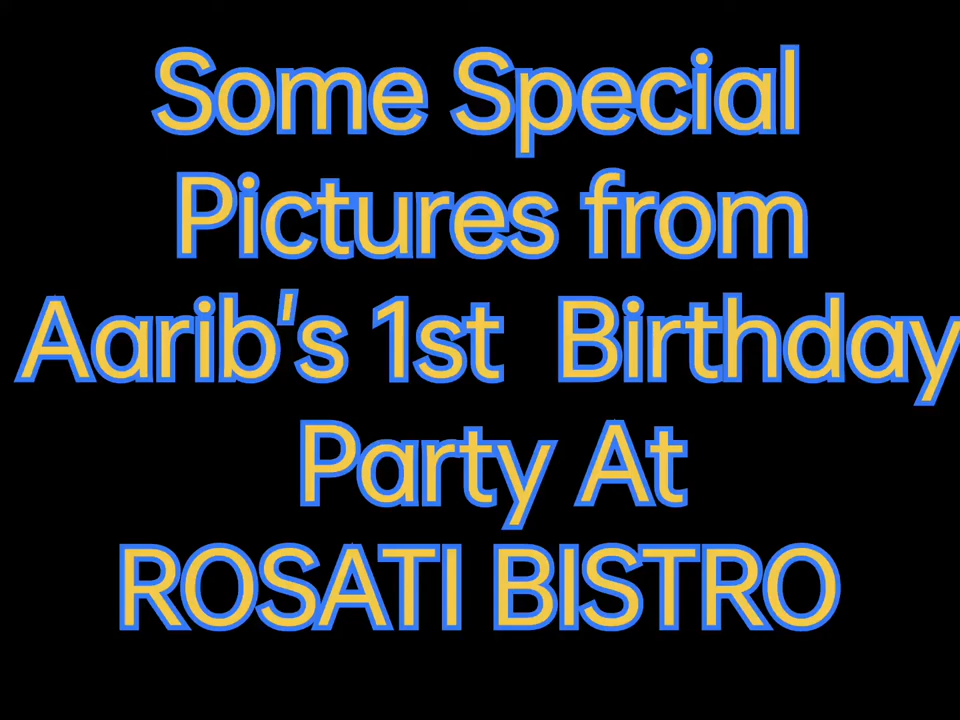 Some Special
Pictures from
Aarib's 1st  Birthday
Party At
ROSATI BISTRO